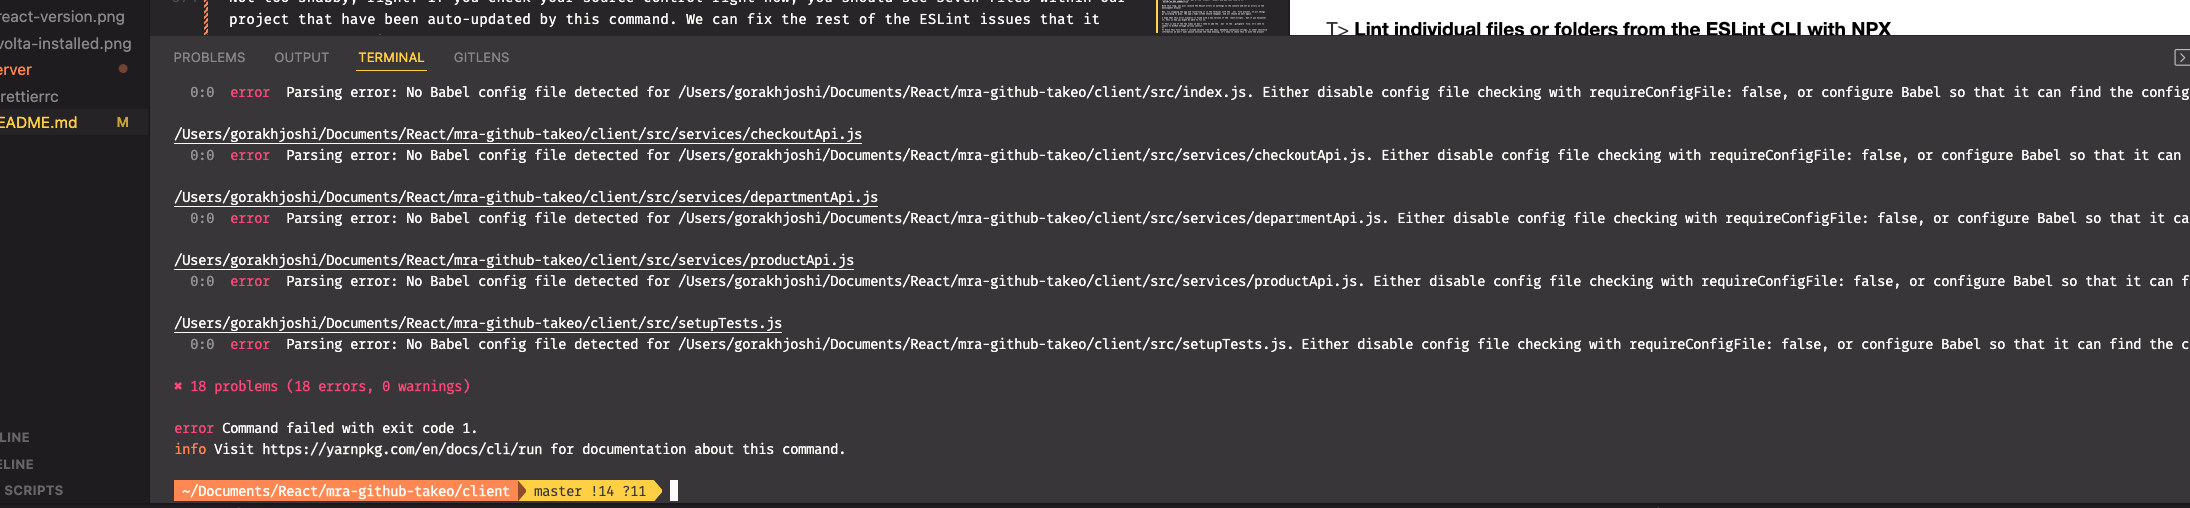 react-version.png
volta-installed.png
erver
rettierrc
EADME.md M
LINE
ELINE
SCRIPTS
project that have been auto-updated by this command. We can fix the rest of the ESLint issues that it
T> Lint individual files or folders from the ESLint CLI with NPX
PROBLEMS OUTPUT TERMINAL GITLENS
0:0 error Parsing error: No Babel config file detected for /Users/gorakhjoshi/Documents/React/mra-github-takeo/client/src/index.js. Either disable config file checking with requireConfigFile: false, or configure Babel so that it can find the config
/Users/gorakhjoshi/Documents/React/mra-github-takeo/client/src/services/checkoutApi.js
0:0 error Parsing error: No Babel config file detected for /Users/gorakhjoshi/Documents/React/mra-github-takeo/client/src/services/checkoutApi.js. Either disable config file checking with requireConfigFile: false, or configure Babel so that it can
/Users/gorakhjoshi/Documents/React/mra-github-takeo/client/src/services/departmentApi.js
0:0 error Parsing error: No Babel config file detected for /Users/gorakhjoshi/Documents/React/mra-github-takeo/client/src/services/departmentApi.js. Either disable config file checking with requireConfigFile: false, or configure Babel so that it ca
/Users/gorakhjoshi/Documents/React/mra-github-takeo/client/src/services/productApi.js
0:0 error Parsing error: No Babel config file detected for /Users/gorakhjoshi/Documents/React/mra-github-takeo/client/src/services/productApi.js. Either disable config file checking with requireConfigFile: false, or configure Babel so that it can f
/Users/gorakhjoshi/Documents/React/mra-github-takeo/client/src/setupTests.js
0:0 error Parsing error: No Babel config file detected for /Users/gorakhjoshi/Documents/React/mra-github-takeo/client/src/setupTests.js. Either disable config file checking with requireConfigFile: false, or configure Babel so that it can find the c
✖ 18 problems (18 errors, 0 warnings)
error Command failed with exit code 1.
info Visit https://yarnpkg.com/en/docs/cli/run for documentation about this command.
~/Documents/React/mra-github-takeo/client master !14 ?11